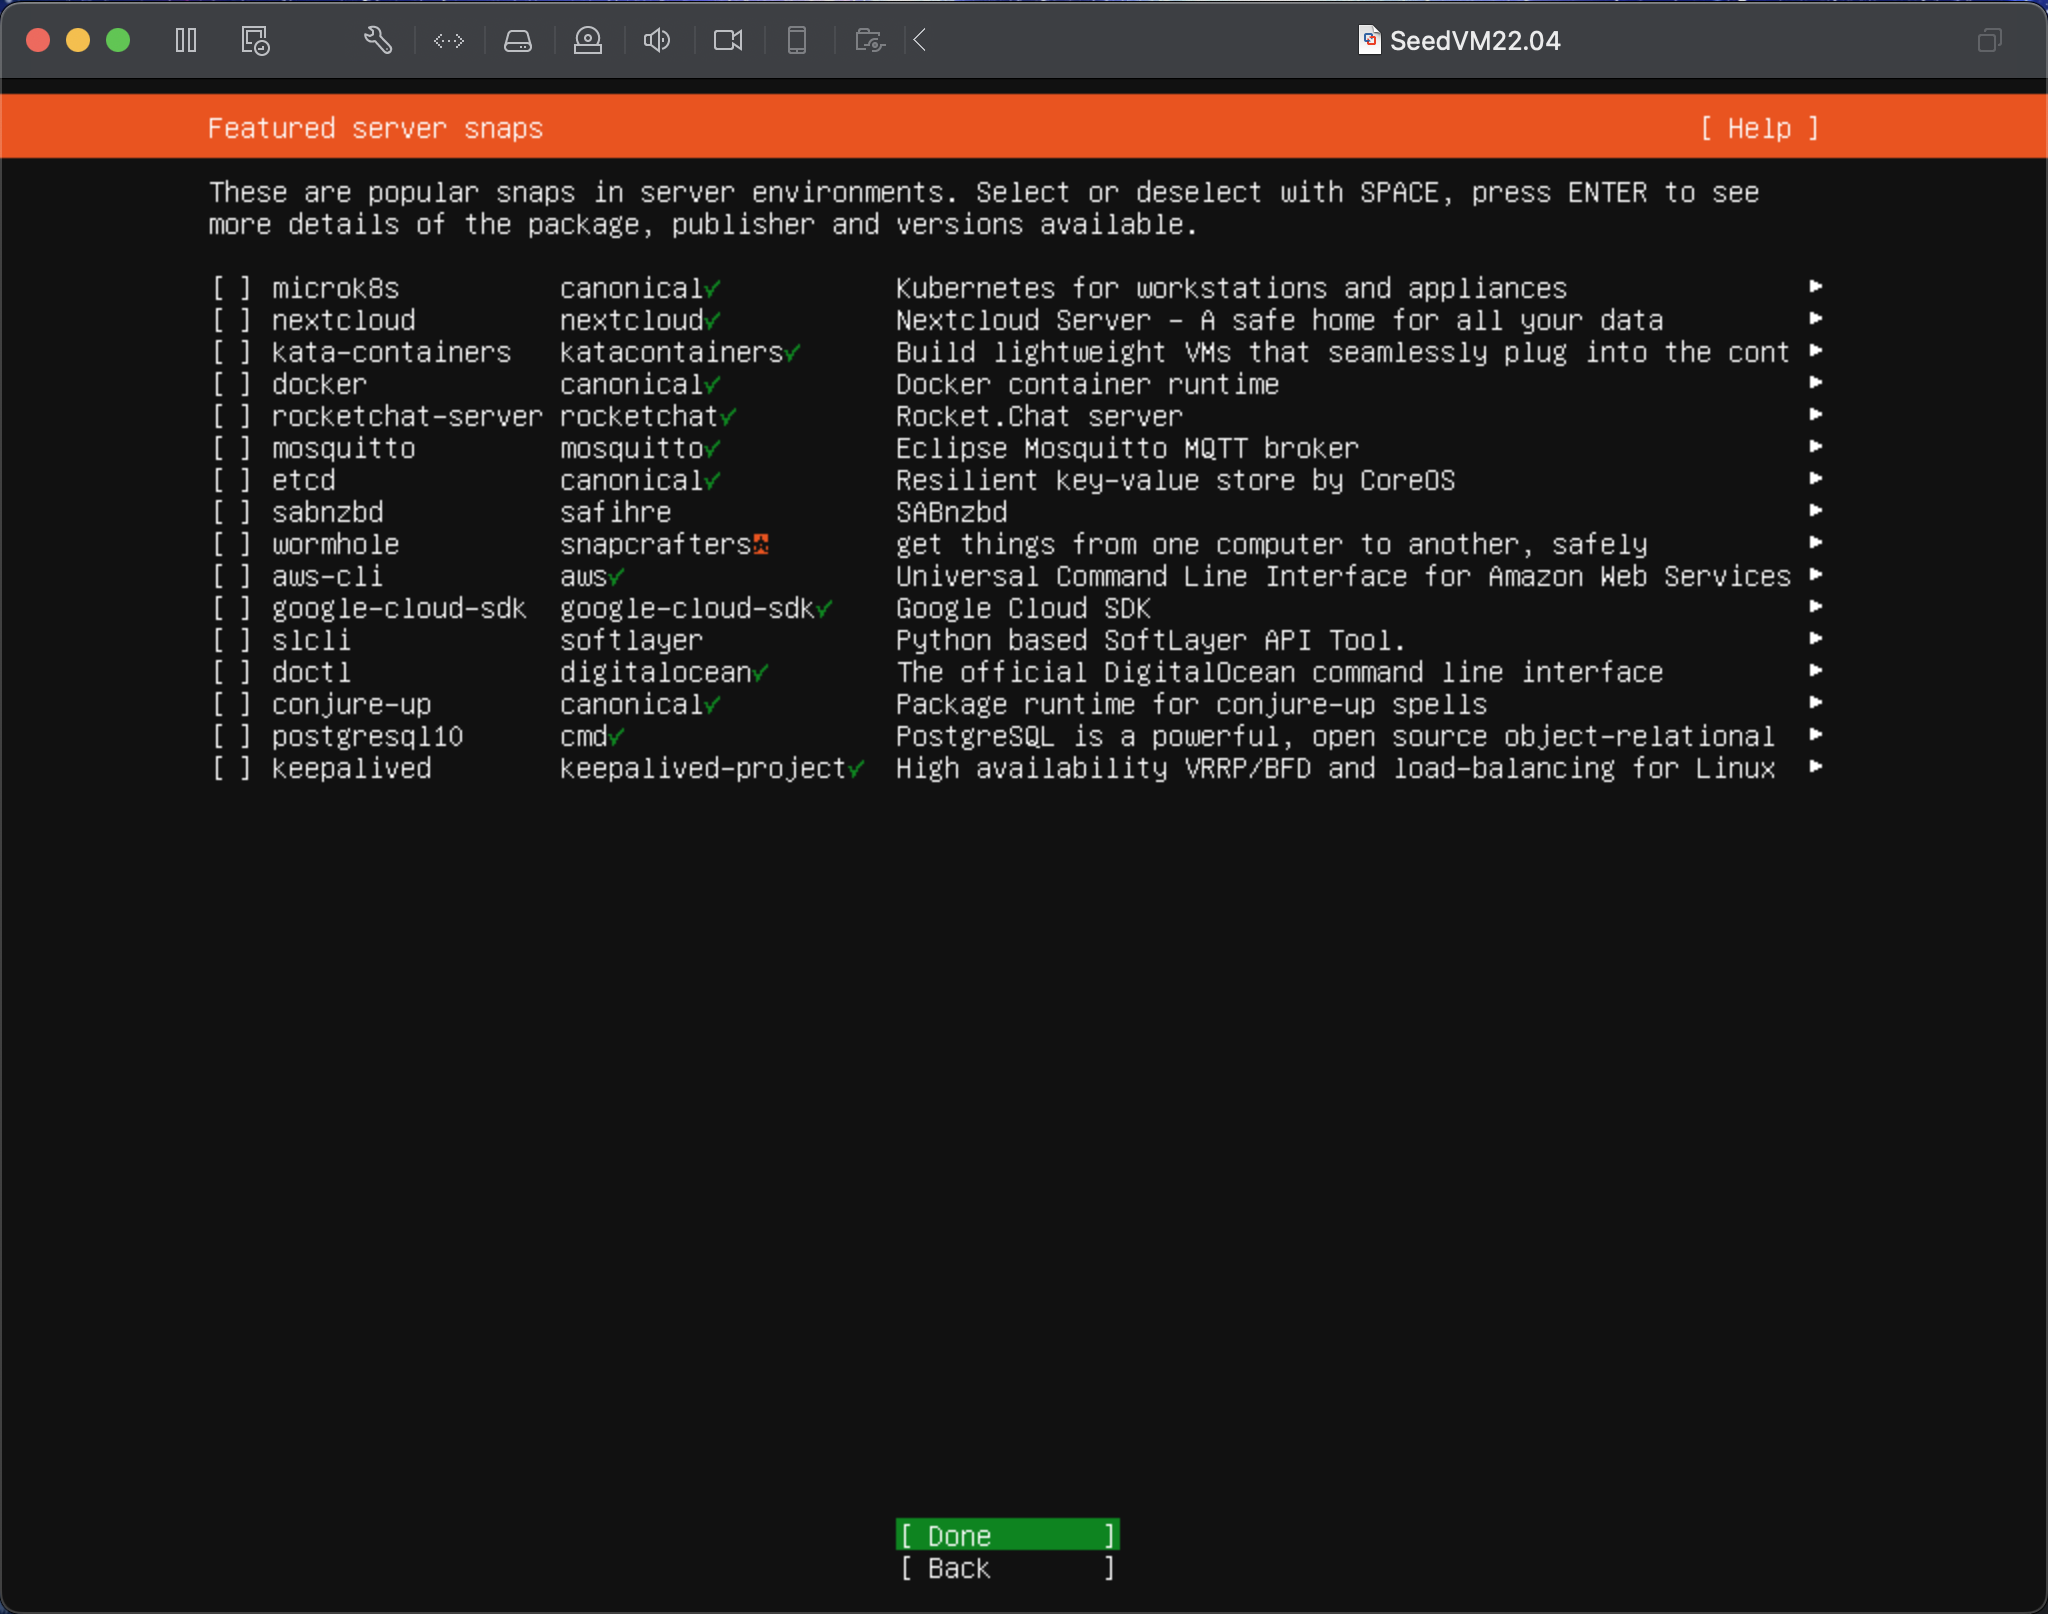 SeedVM22.04
Featured server snaps [ Help ]
These are popular snaps in server environments. Select or deselect with SPACE, press ENTER to see
more details of the package, publisher and versions available.
[ ] microk8s canonical✓ Kubernetes for workstations and appliances ▸
[ ] nextcloud nextcloud✓ Nextcloud Server - A safe home for all your data ▸
[ ] kata-containers katacontainers✓ Build lightweight VMs that seamlessly plug into the cont ▸
[ ] docker canonical✓ Docker container runtime ▸
[ ] rocketchat-server rocketchat✓ Rocket.Chat server ▸
[ ] mosquitto mosquitto✓ Eclipse Mosquitto MQTT broker ▸
[ ] etcd canonical✓ Resilient key-value store by CoreOS ▸
[ ] sabnzbd safihre SABnzbd ▸
[ ] wormhole snapcrafters get things from one computer to another, safely ▸
[ ] aws-cli aws✓ Universal Command Line Interface for Amazon Web Services ▸
[ ] google-cloud-sdk google-cloud-sdk✓ Google Cloud SDK ▸
[ ] slcli softlayer Python based SoftLayer API Tool. ▸
[ ] doctl digitalocean✓ The official DigitalOcean command line interface ▸
[ ] conjure-up canonical✓ Package runtime for conjure-up spells ▸
[ ] postgresql10 cmd✓ PostgreSQL is a powerful, open source object-relational ▸
[ ] keepalived keepalived-project✓ High availability VRRP/BFD and load-balancing for Linux ▸
[ Done ]
[ Back ]